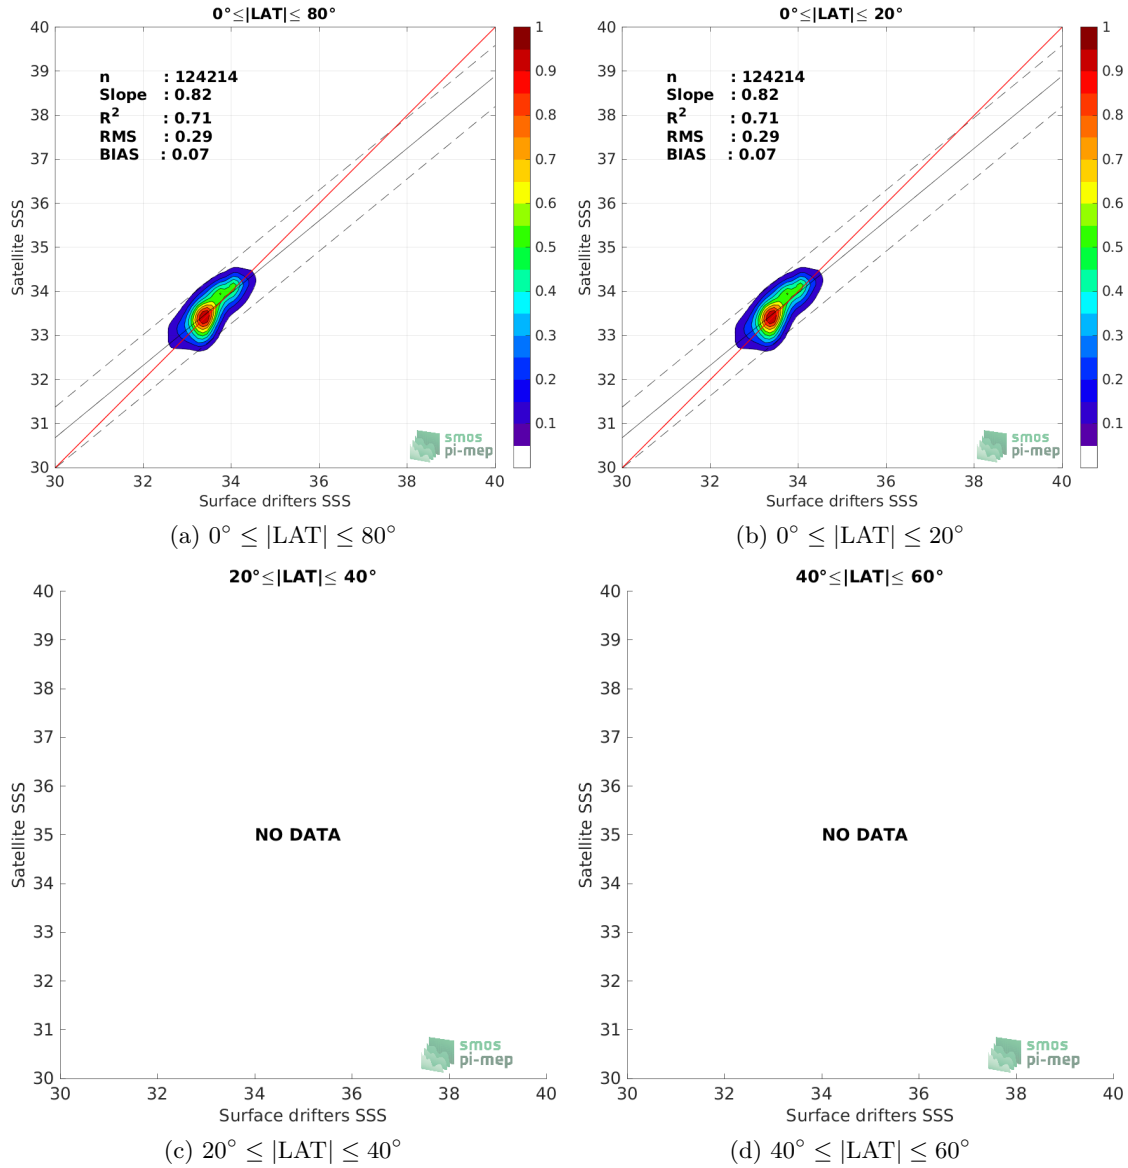 0°≤|LAT|≤ 80°
40
39
38
37
36
35
34
33
32
31
30
Satellite SSS
n : 124214
Slope : 0.82
R² : 0.71
RMS : 0.29
BIAS : 0.07
smos
pi-mep
30 32 34 36 38 40
Surface drifters SSS
1
0.9
0.8
0.7
0.6
0.5
0.4
0.3
0.2
0.1
(a) 0° ≤ |LAT| ≤ 80°
0°≤|LAT|≤ 20°
40
39
38
37
36
35
34
33
32
31
30
Satellite SSS
n : 124214
Slope : 0.82
R² : 0.71
RMS : 0.29
BIAS : 0.07
smos
pi-mep
30 32 34 36 38 40
Surface drifters SSS
1
0.9
0.8
0.7
0.6
0.5
0.4
0.3
0.2
0.1
(b) 0° ≤ |LAT| ≤ 20°
20°≤|LAT|≤ 40°
40
39
38
37
36
35
34
33
32
31
30
Satellite SSS
NO DATA
smos
pi-mep
30 32 34 36 38 40
Surface drifters SSS
(c) 20° ≤ |LAT| ≤ 40°
40°≤|LAT|≤ 60°
40
39
38
37
36
35
34
33
32
31
30
Satellite SSS
NO DATA
smos
pi-mep
30 32 34 36 38 40
Surface drifters SSS
(d) 40° ≤ |LAT| ≤ 60°